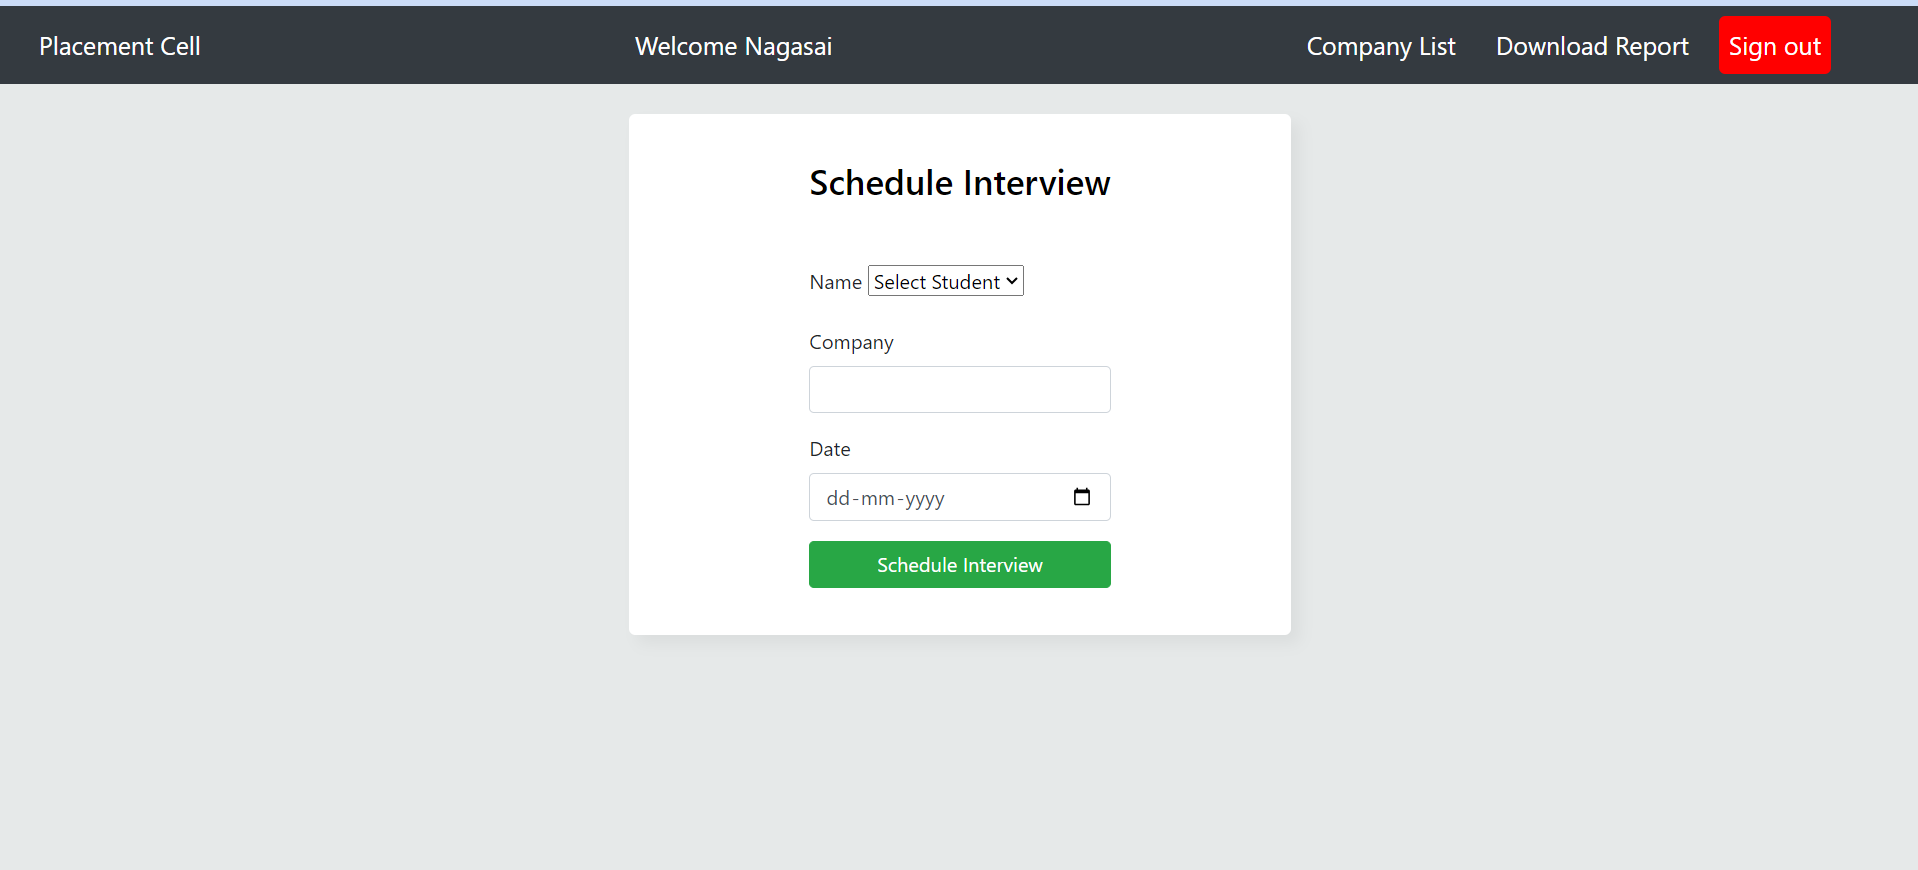 Placement Cell Welcome Nagasai Company List Download Report Sign out
Schedule Interview
Name Select Student
Company
Date
dd-mm-yyyy
Schedule Interview